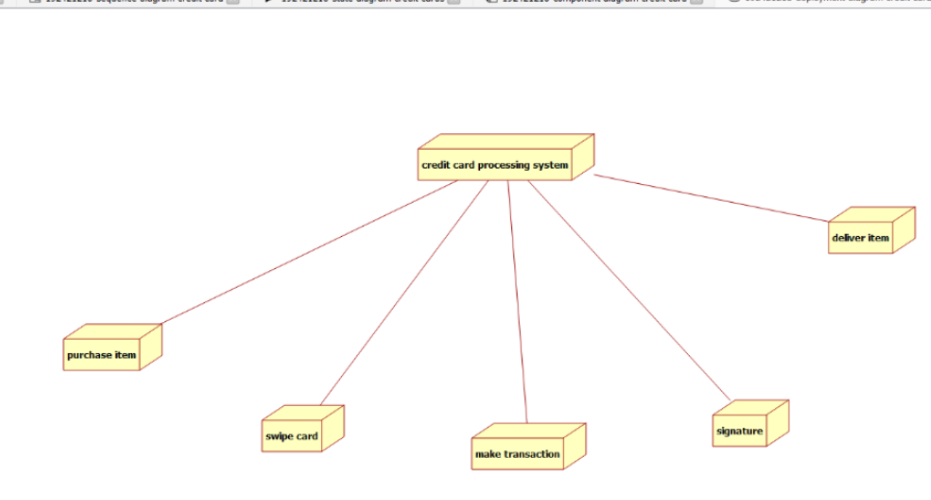 credit card processing system
deliver item
purchase item
swipe card
signature
make transaction